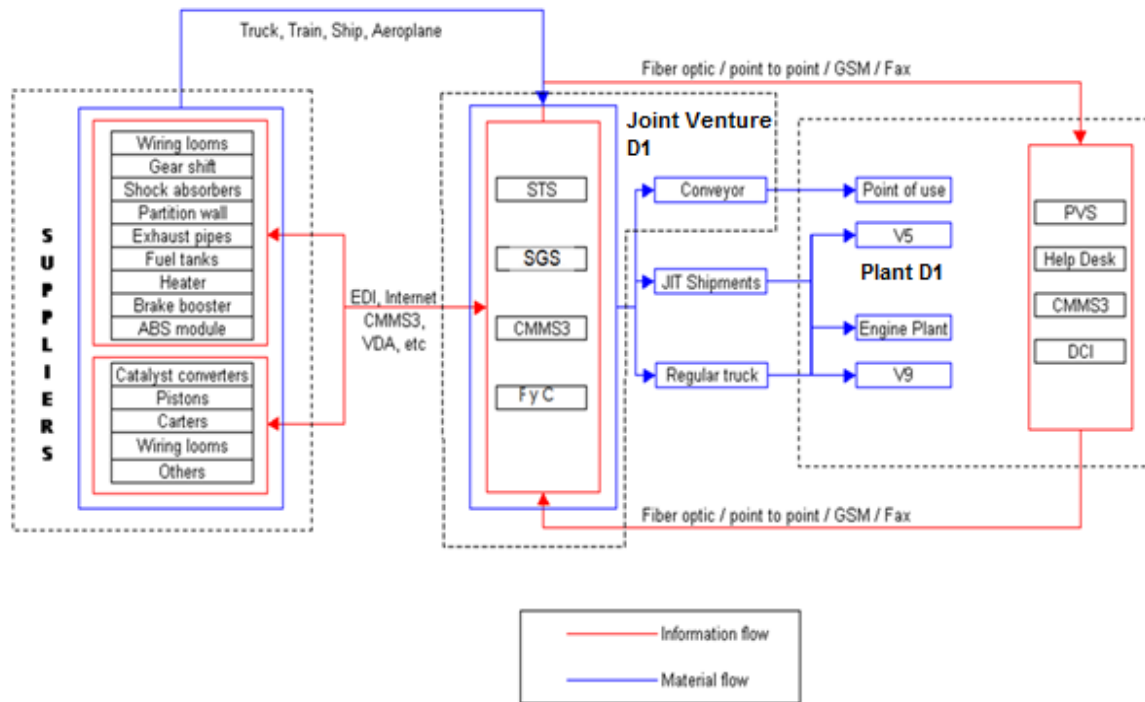 Truck, Train, Ship, Aeroplane
Fiber optic / point to point / GSM / Fax
SUPPLIERS
Wiring looms
Gear shift
Shock absorbers
Partition wall
Exhaust pipes
Fuel tanks
Heater
Brake booster
ABS module
Catalyst converters
Pistons
Carters
Wiring looms
Others
EDI, Internet
CMMS3,
VDA, etc
STS
SGS
CMMS3
FyC
Joint Venture
D1
Conveyor
JIT Shipments
Regular truck
Point of use
V5
Plant D1
Engine Plant
V9
PVS
Help Desk
CMMS3
DCI
Fiber optic / point to point / GSM / Fax
Information flow
Material flow